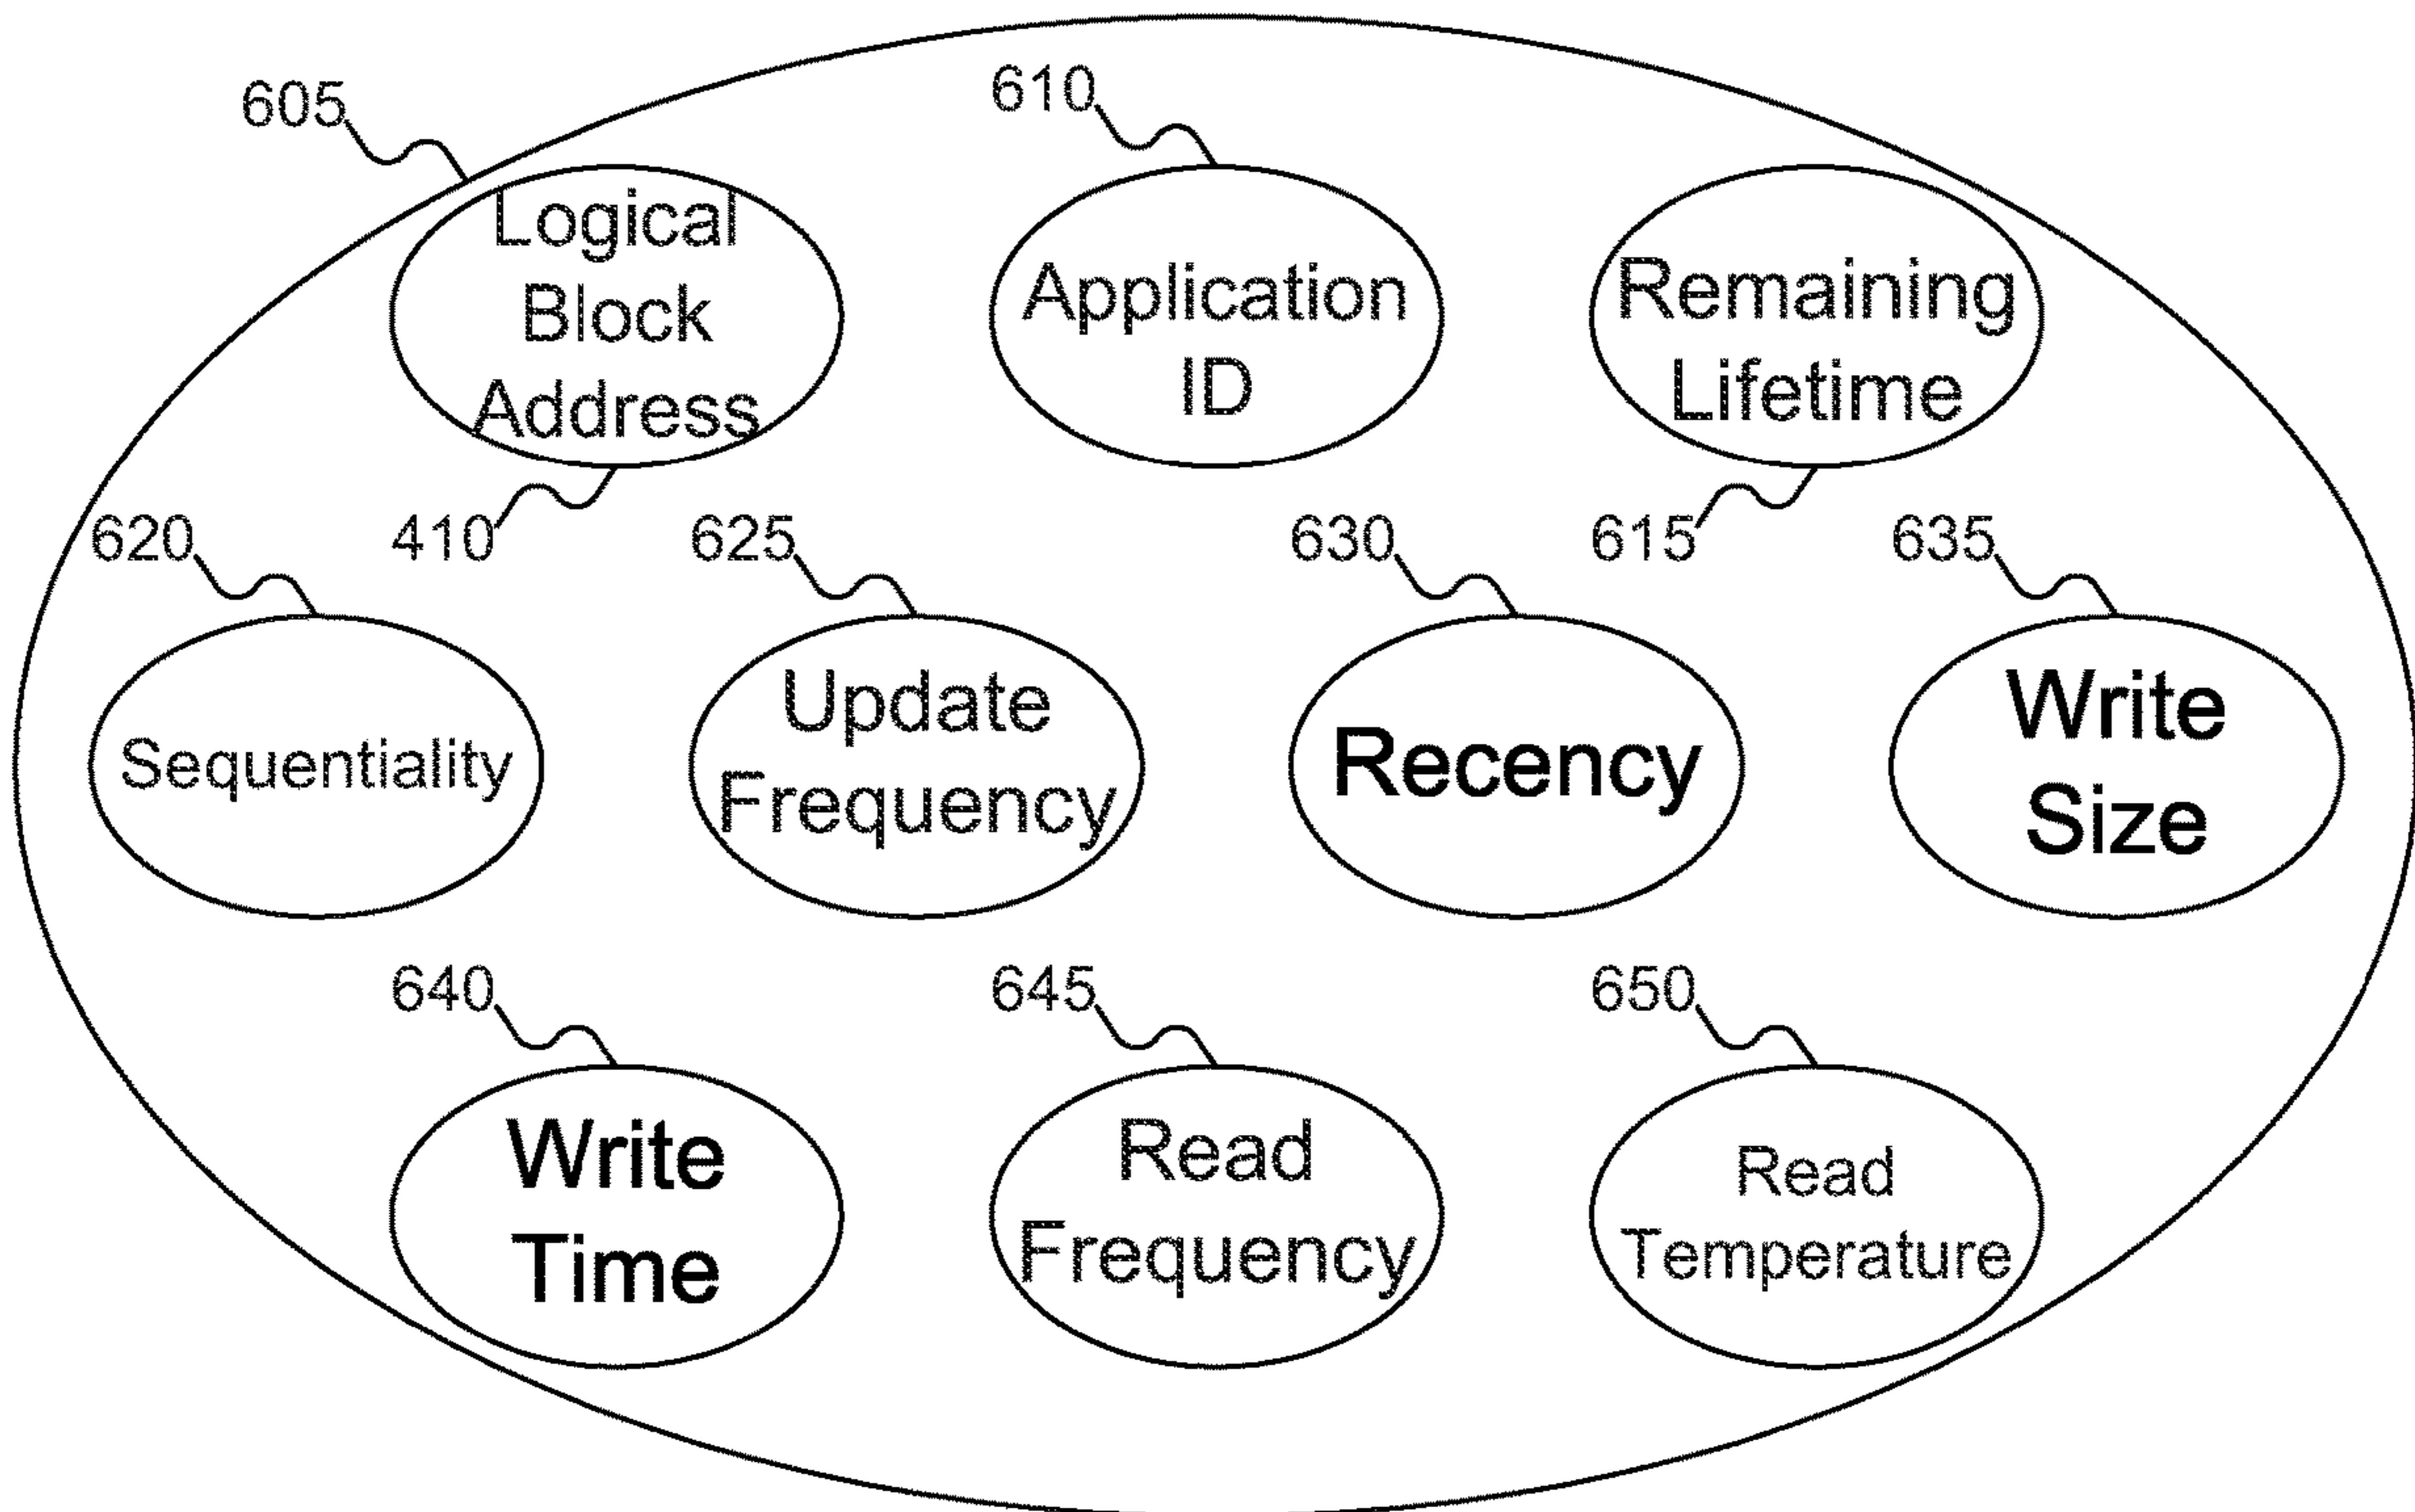 605
610
Logical
Block
Address
Application
ID
Remaining
Lifetime
410
615
620
625
630
635
Sequentiality
Update
Frequency
Recency
Write
Size
640
645
650
Write
Time
Read
Frequency
Read
Temperature